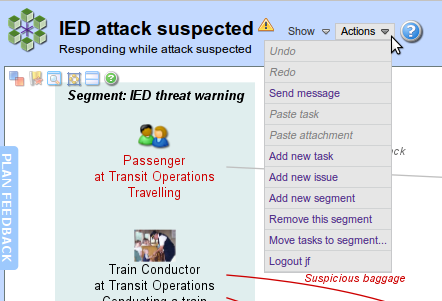 IED attack suspected
Show
Actions
?
Responding while attack suspected
Undo
Redo
Send message
Paste task
Paste attachment
Add new task
Add new issue
Add new segment
Remove this segment
Move tasks to segment...
Logout jf
Segment: IED threat warning
Passenger
at Transit Operations
Travelling
PLAN FEEDBACK
Train Conductor
at Transit Operations
Suspicious baggage
Conducting a train